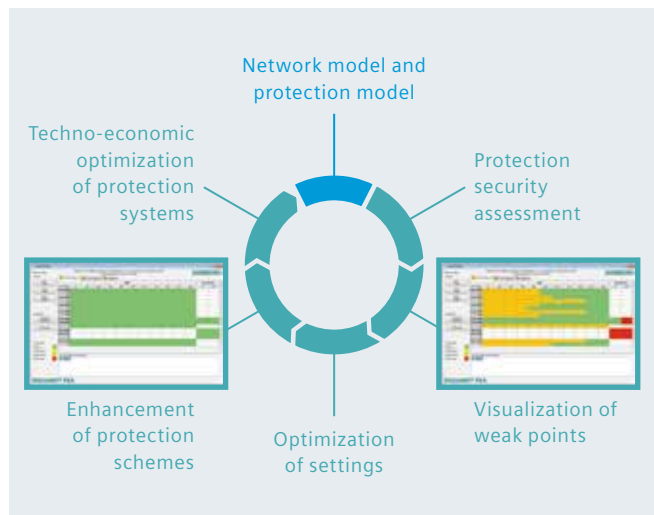 Network model and
protection model
Techno-economic
optimization
of protection
systems
Protection
security
assessment
Enhancement
of protection
schemes
Optimization
of settings
Visualization of
weak points